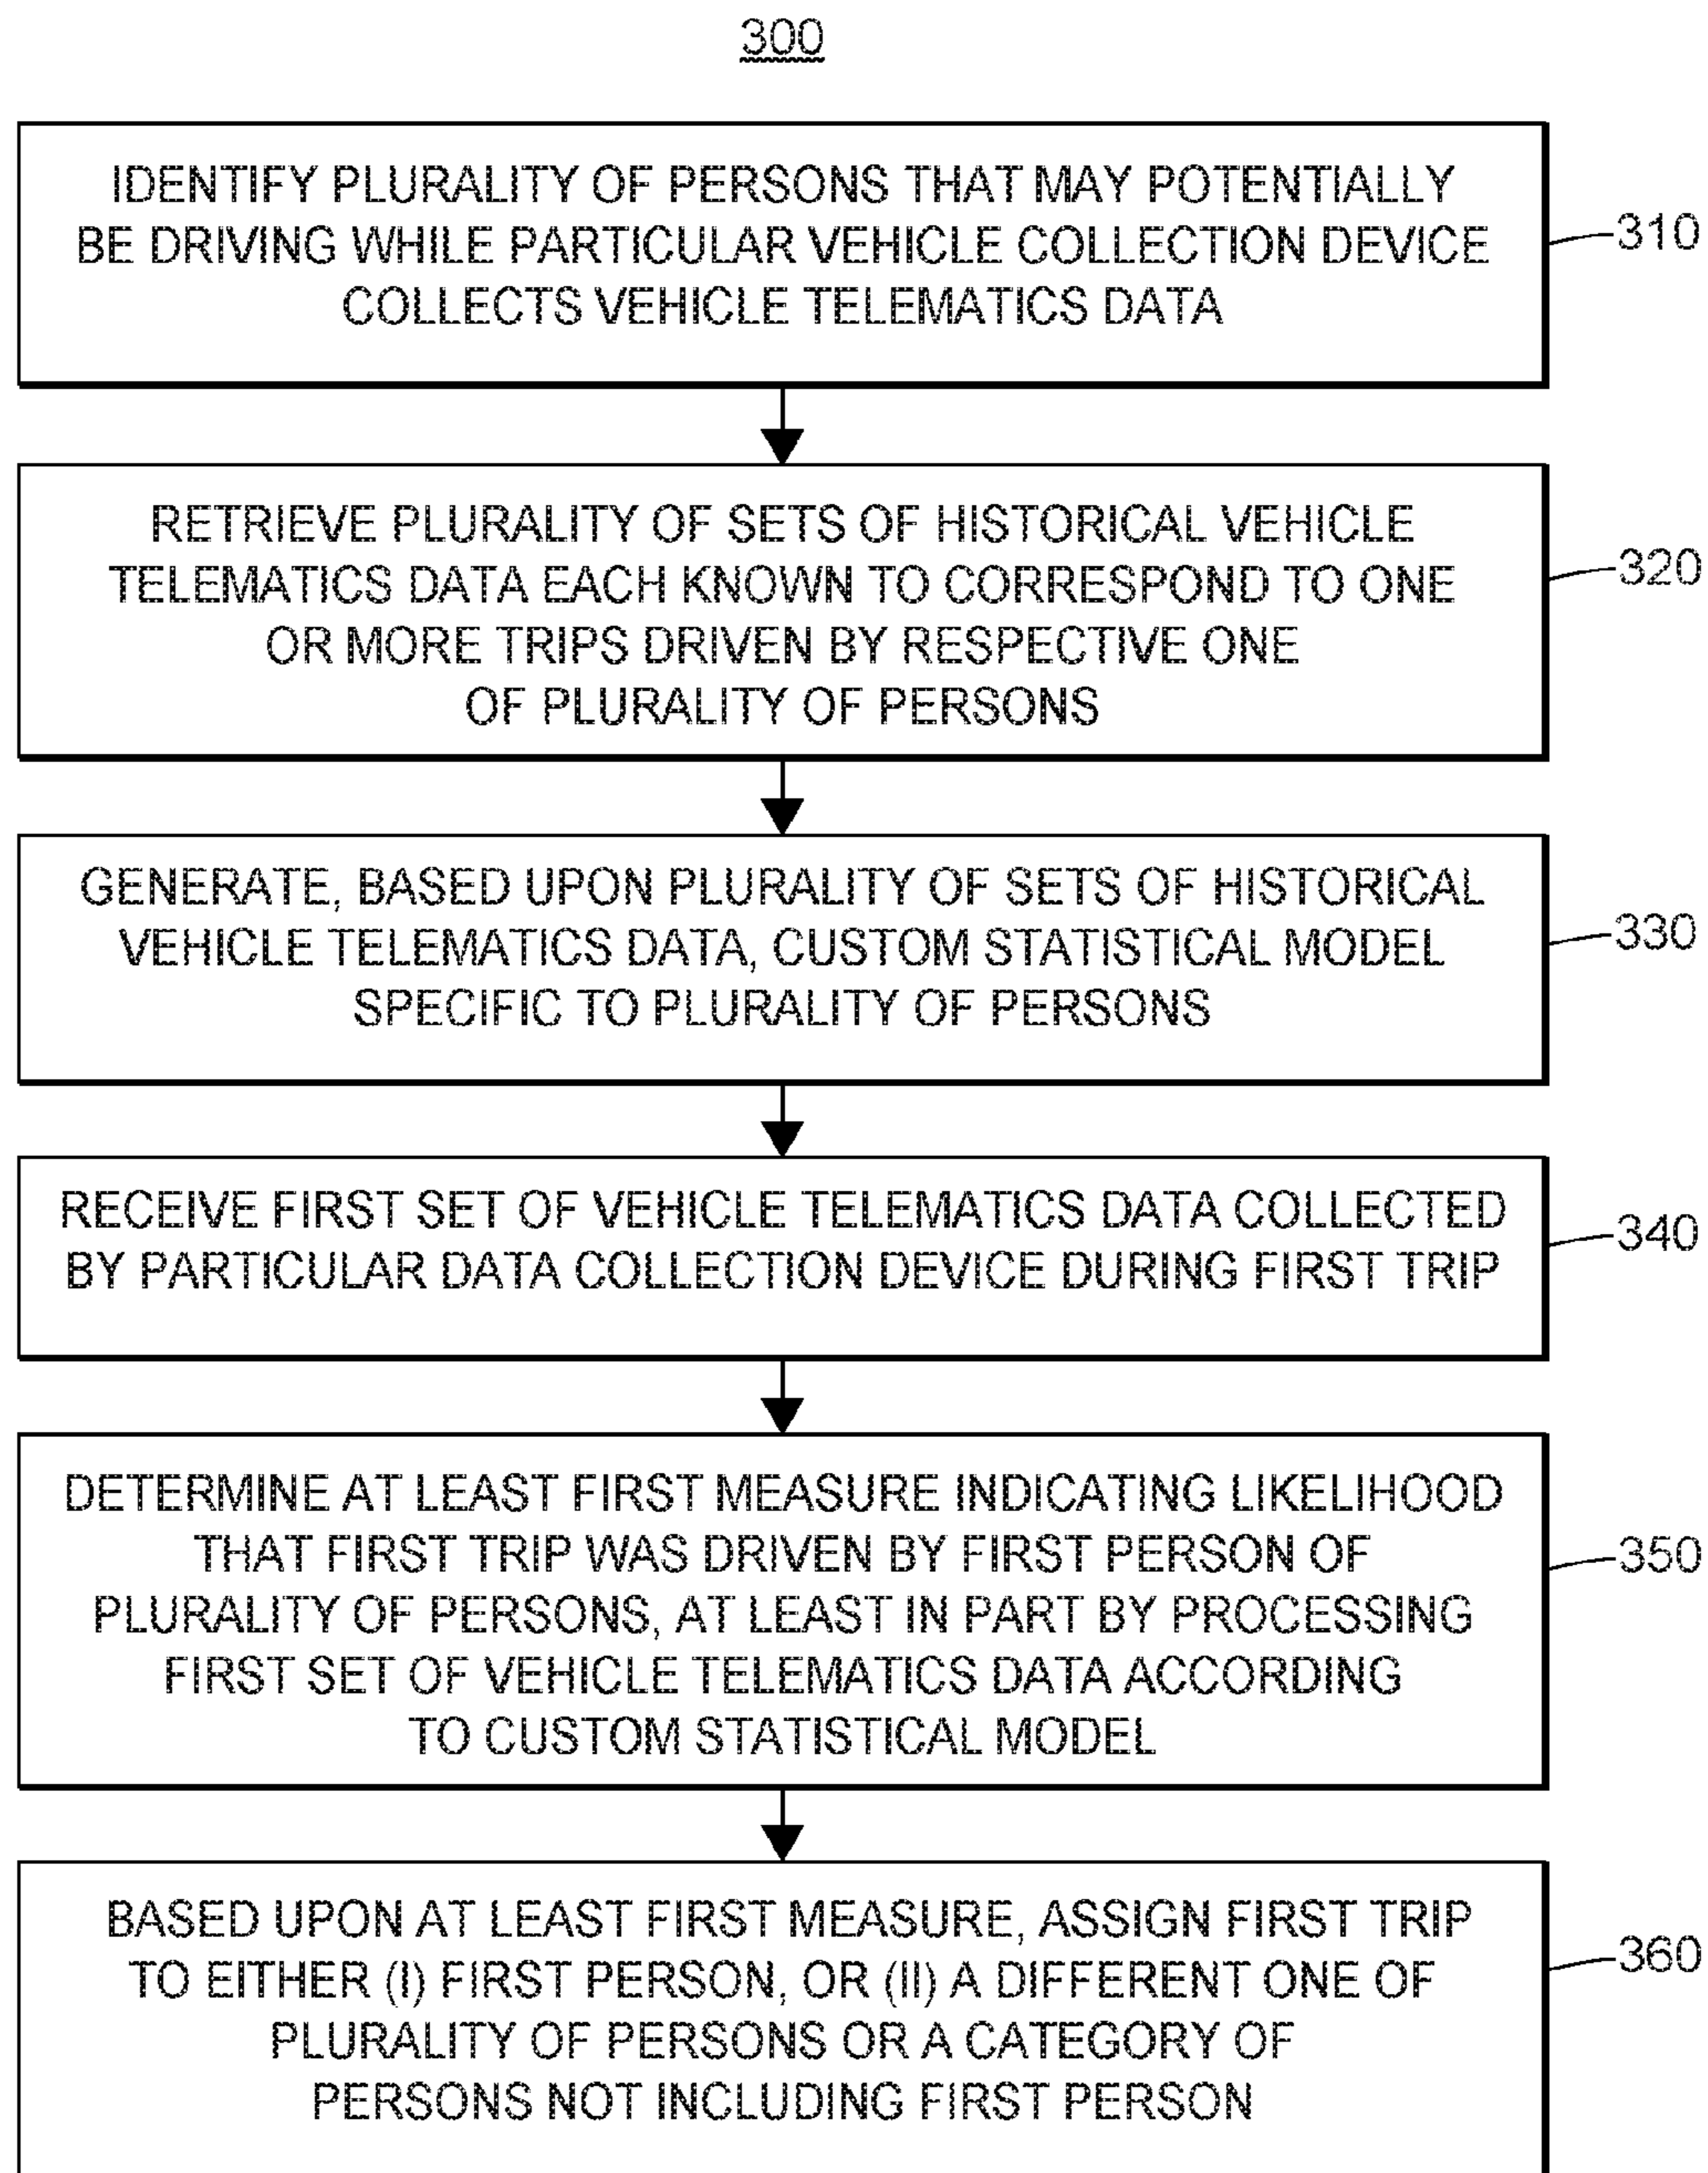 300
IDENTIFY PLURALITY OF PERSONS THAT MAY POTENTIALLY
BE DRIVING WHILE PARTICULAR VEHICLE COLLECTION DEVICE
COLLECTS VEHICLE TELEMATICS DATA
310
RETRIEVE PLURALITY OF SETS OF HISTORICAL VEHICLE
TELEMATICS DATA EACH KNOWN TO CORRESPOND TO ONE
OR MORE TRIPS DRIVEN BY RESPECTIVE ONE
OF PLURALITY OF PERSONS
320
GENERATE, BASED UPON PLURALITY OF SETS OF HISTORICAL
VEHICLE TELEMATICS DATA, CUSTOM STATISTICAL MODEL
SPECIFIC TO PLURALITY OF PERSONS
330
RECEIVE FIRST SET OF VEHICLE TELEMATICS DATA COLLECTED
BY PARTICULAR DATA COLLECTION DEVICE DURING FIRST TRIP
340
DETERMINE AT LEAST FIRST MEASURE INDICATING LIKELIHOOD
THAT FIRST TRIP WAS DRIVEN BY FIRST PERSON OF
PLURALITY OF PERSONS, AT LEAST IN PART BY PROCESSING
FIRST SET OF VEHICLE TELEMATICS DATA ACCORDING
TO CUSTOM STATISTICAL MODEL
350
BASED UPON AT LEAST FIRST MEASURE, ASSIGN FIRST TRIP
TO EITHER (I) FIRST PERSON, OR (II) A DIFFERENT ONE OF
PLURALITY OF PERSONS OR A CATEGORY OF
PERSONS NOT INCLUDING FIRST PERSON
360